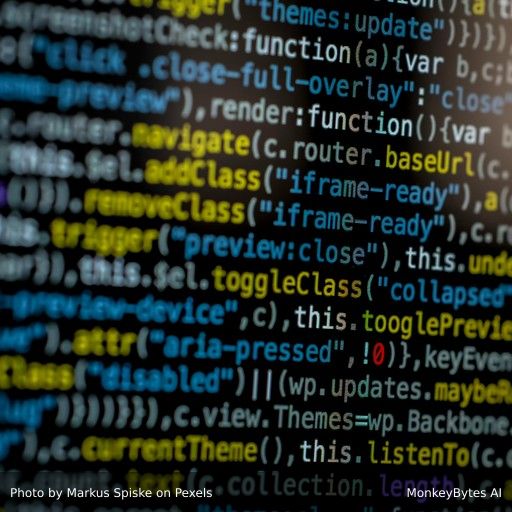 trigger("themes:update")})}),
screenshotCheck:function(a){var b,c;b
"click .close-full-overlay":"close"
-preview"),render:function(){var b
c.router.navigate(c.router.baseUrl(c.
this.$el.addClass("iframe-ready"),a(
()}).removeClass("iframe-ready"),c.r
.trigger("preview:close"),this.unde
)}),this.$el.toggleClass("collapsed"
-preview-device",c),this.tooglePrevie
").attr("aria-pressed",!0)},keyEven
Class("disabled")||(wp.updates.maybeR
")}))}}),c.view.Themes=wp.Backbone.
"),c.currentTheme(),this.listenTo(c.c
.text(c.collection.length),c.a
Photo by Markus Spiske on Pexels
MonkeyBytes AI